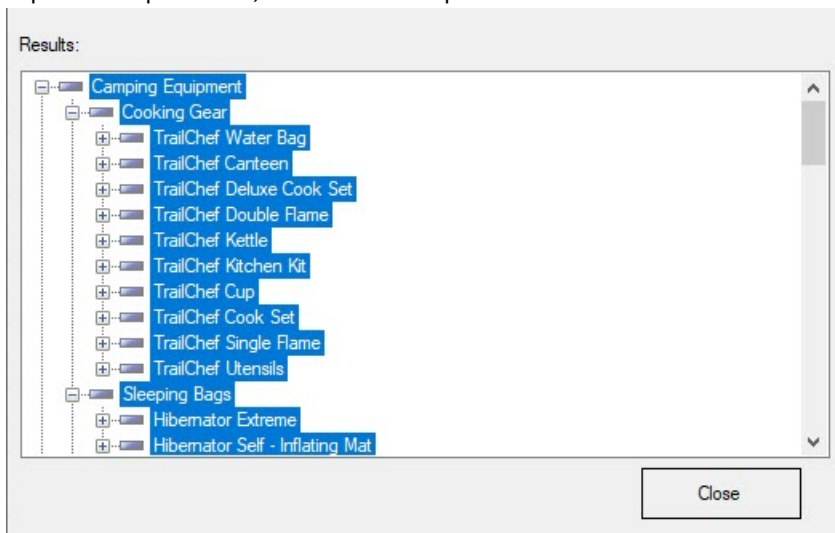 Results:
Camping Equipment
Cooking Gear
TrailChef Water Bag
TrailChef Canteen
TrailChef Deluxe Cook Set
TrailChef Double Flame
TrailChef Kettle
TrailChef Kitchen Kit
TrailChef Cup
TrailChef Cook Set
TrailChef Single Flame
TrailChef Utensils
Sleeping Bags
Hibernator Extreme
Hibernator Self - Inflating Mat
Close